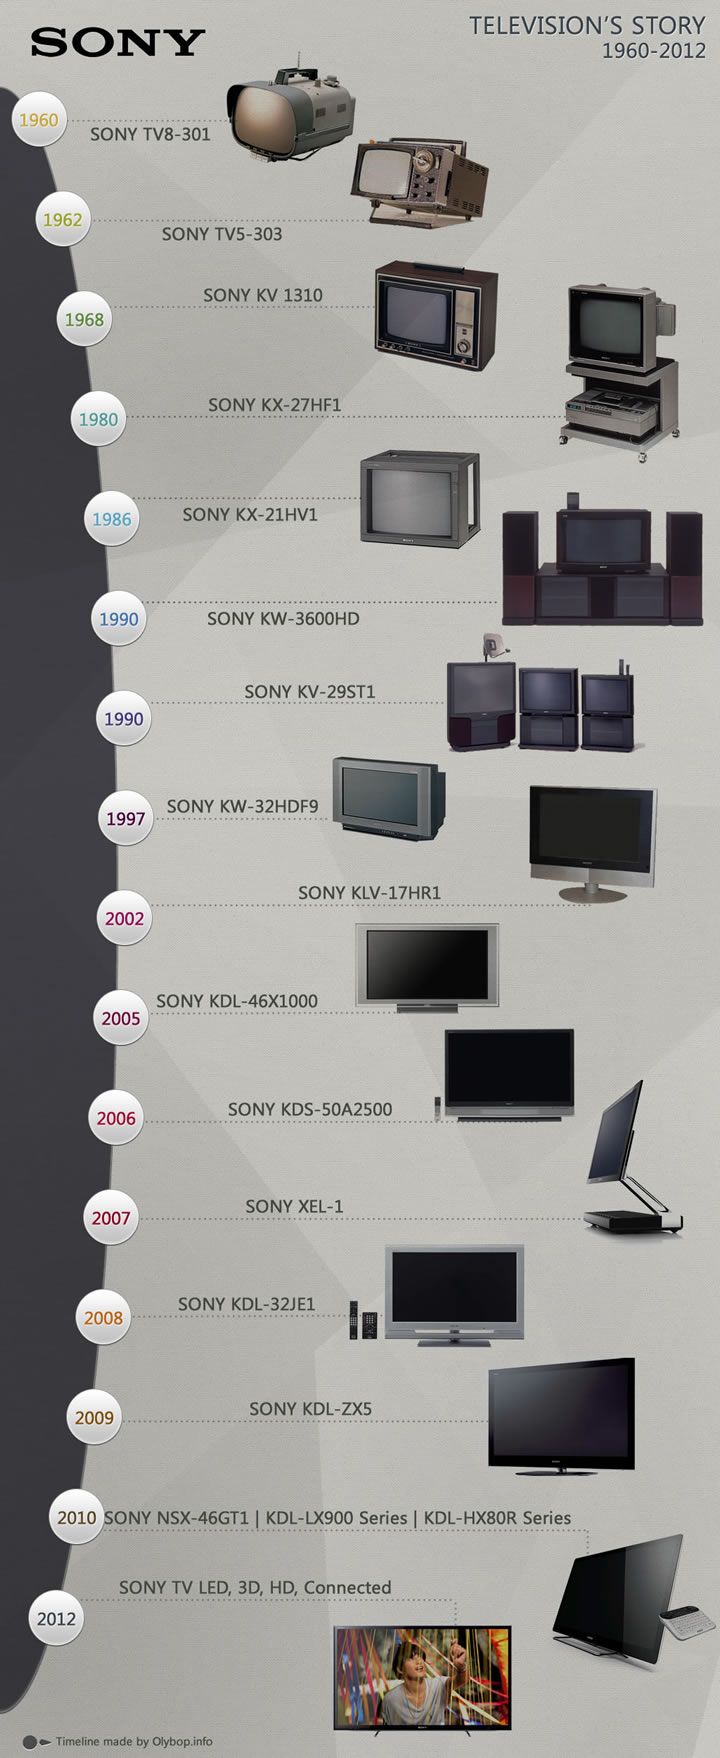 SONY
TELEVISION'S STORY
1960-2012
1960
SONY TV8-301
1962
SONY TV5-303
SONY KV 1310
1968
SONY KX-27HF1
1980
1986
SONY KX-21HV1
1990
SONY KW-3600HD
SONY KV-29ST1
1990
SONY KW-32HDF9
1997
SONY KLV-17HR1
2002
SONY KDL-46X1000
2005
SONY KDS-50A2500
2006
SONY XEL-1
2007
SONY KDL-32JE1
2008
SONY KDL-ZX5
2009
2010
SONY NSX-46GT1 | KDL-LX900 Series | KDL-HX80R Series
SONY TV LED, 3D, HD, Connected
2012
Timeline made by Olybop.info